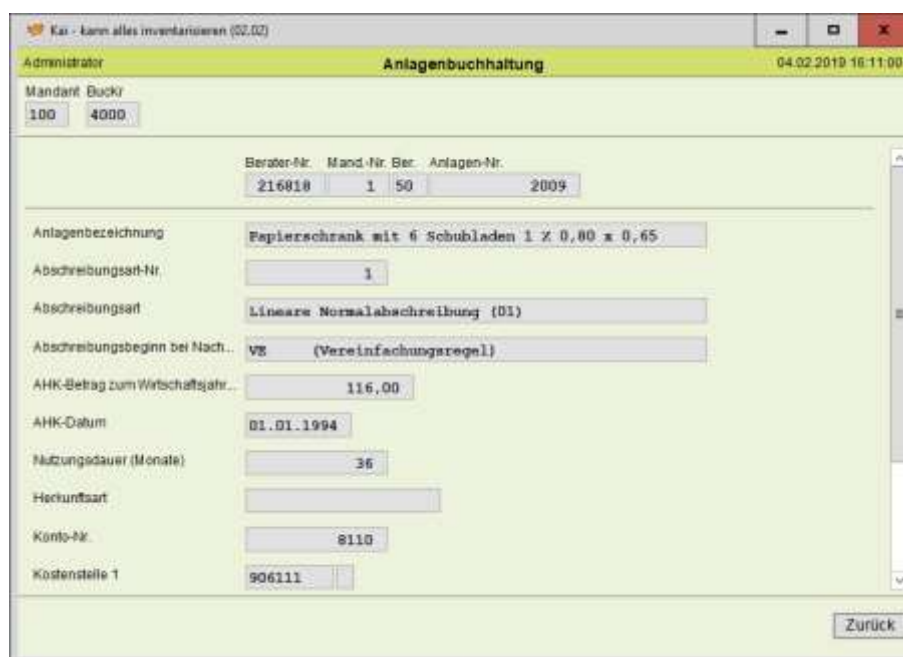 Kai - kann alles inventarisieren (02.02)
Administrator Anlagenbuchhaltung 04.02.2019 16:11:00
Mandant Buckr
100 4000
Berater-Nr. Mand.-Nr. Ber. Anlagen-Nr.
216818 1 50 2009
Anlagenbezeichnung Papierschrank mit 6 Schubladen 1 X 0,80 x 0,65
Abschreibungsart-Nr. 1
Abschreibungsart Lineare Normalabschreibung (01)
Abschreibungsbeginn bei Nach... VE (Vereinfachungsregel)
AHK-Betrag zum Wirtschaftsjahr... 116,00
AHK-Datum 01.01.1994
Nutzungsdauer (Monate) 36
Herkunftsart
Konto-Nr. 8110
Kostenstelle 1 906111
Zurück